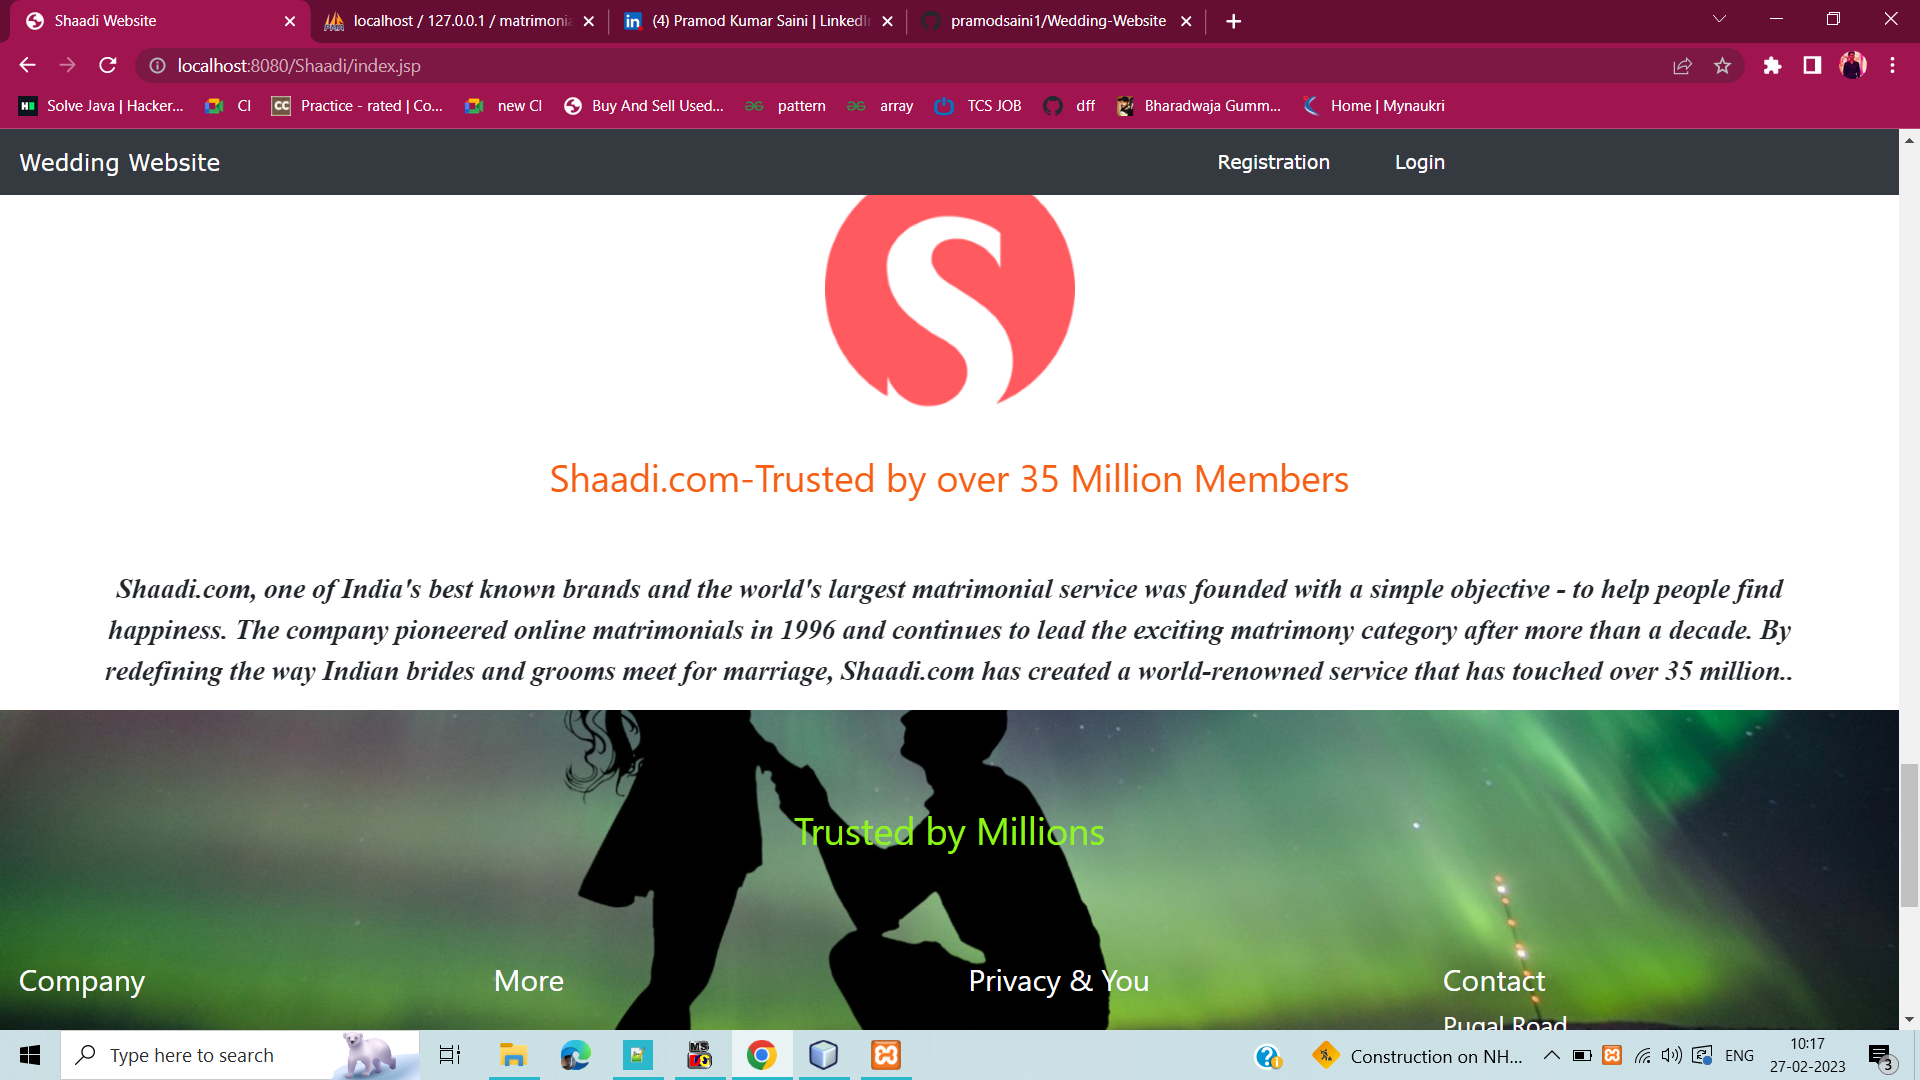 Shaadi Website
localhost / 127.0.0.1 / matrimonia
(4) Pramod Kumar Saini | LinkedIn
pramodsaini1/Wedding-Website
localhost:8080/Shaadi/index.jsp
Solve Java | Hacker...
CI
Practice - rated | Co...
new CI
Buy And Sell Used...
pattern
array
TCS JOB
dff
Bharadwaja Gumm...
Home | Mynaukri
Wedding Website
Registration
Login
S
Shaadi.com-Trusted by over 35 Million Members
Shaadi.com, one of India's best known brands and the world's largest matrimonial service was founded with a simple objective - to help people find
happiness. The company pioneered online matrimonials in 1996 and continues to lead the exciting matrimony category after more than a decade. By
redefining the way Indian brides and grooms meet for marriage, Shaadi.com has created a world-renowned service that has touched over 35 million..
Trusted by Millions
Company
More
Privacy & You
Contact
Pugal Road
Type here to search
Construction on NH...
ENG
10:17
27-02-2023
3